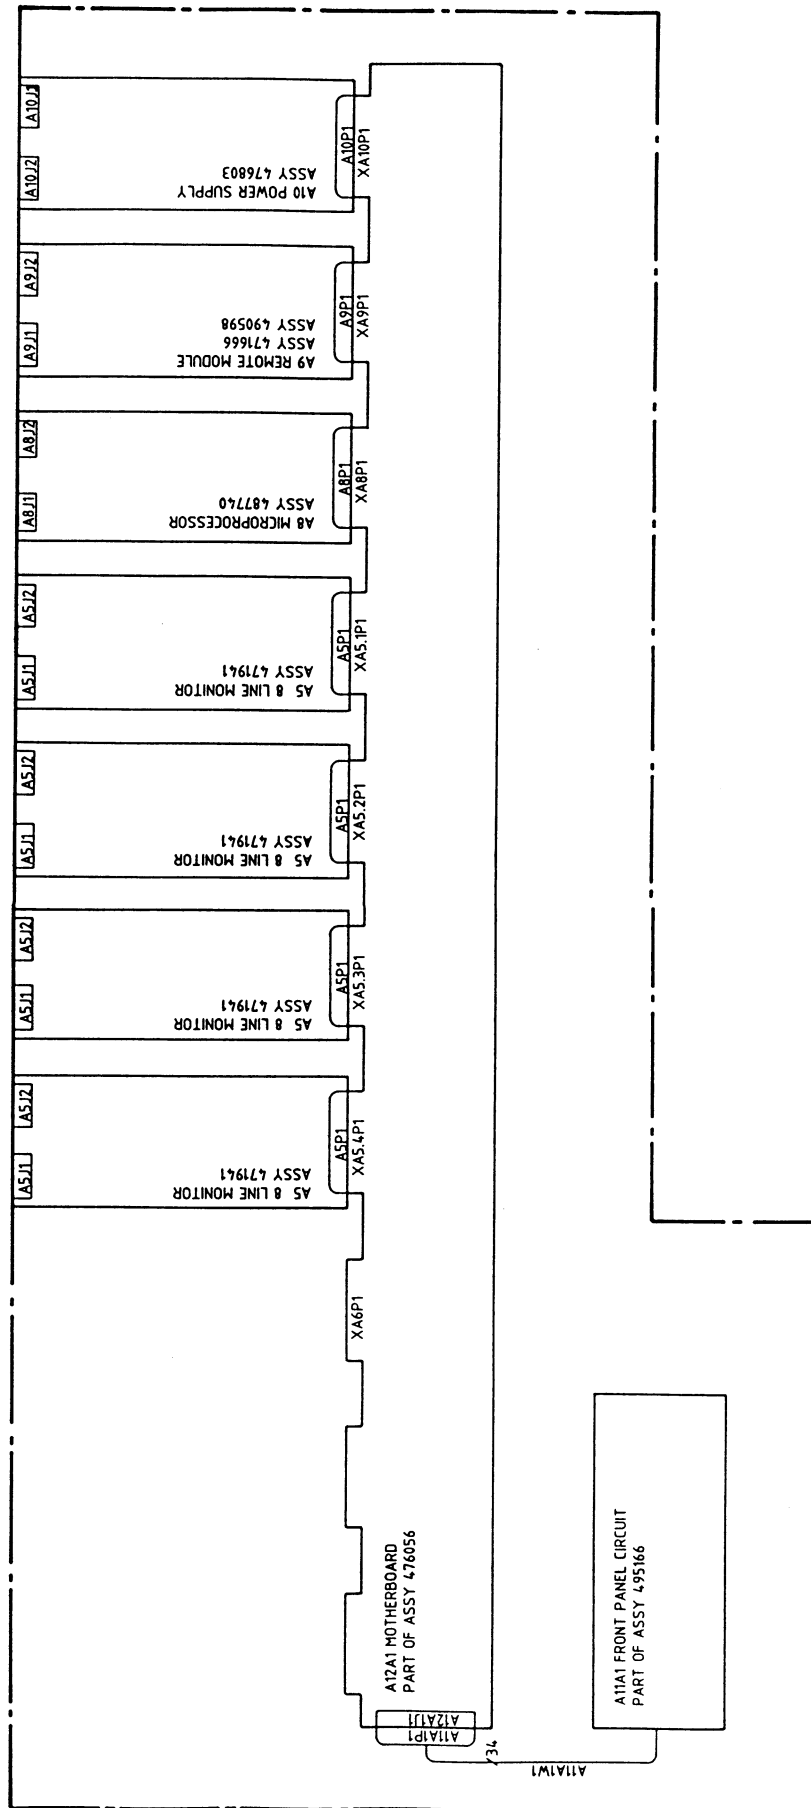 A10J1
A10J2
A10 POWER SUPPLY
ASSY 476803
A10P1
XA10P1
A9J2
A9J1
A9 REMOTE MODULE
ASSY 471666
ASSY 490598
A9P1
XA9P1
A8J2
A8J1
A8 MICROPROCESSOR
ASSY 487740
A8P1
XA8P1
A5J2
A5J1
A5 8 LINE MONITOR
ASSY 471941
A5P1
XA5.1P1
A5J2
A5J1
A5 8 LINE MONITOR
ASSY 471941
A5P1
XA5.2P1
A5J2
A5J1
A5 8 LINE MONITOR
ASSY 471941
A5P1
XA5.3P1
A5J2
A5J1
A5 8 LINE MONITOR
ASSY 471941
A5P1
XA5.4P1
XA6P1
A12A1 MOTHERBOARD
PART OF ASSY 476056
A11A1P1
A12A1J1
34
A11A1W1
A11A1 FRONT PANEL CIRCUIT
PART OF ASSY 495166